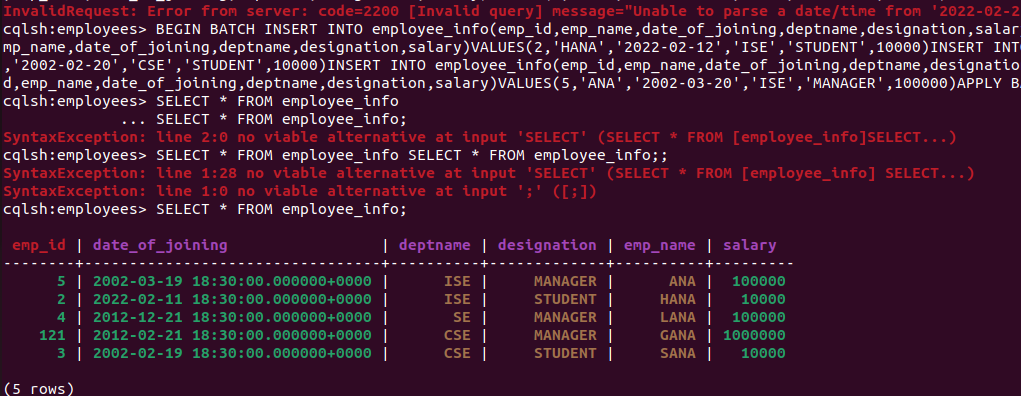 InvalidRequest: Error from server: code=2200 [Invalid query] message="Unable to parse a date/time from '2022-02-2
cqlsh:employees> BEGIN BATCH INSERT INTO employee_info(emp_id,emp_name,date_of_joining,deptname,designation,salar
mp_name,date_of_joining,deptname,designation,salary)VALUES(2,'HANA','2022-02-12','ISE','STUDENT',10000)INSERT INTO
,'2002-02-20','CSE','STUDENT',10000)INSERT INTO employee_info(emp_id,emp_name,date_of_joining,deptname,designatio
d,emp_name,date_of_joining,deptname,designation,salary)VALUES(5,'ANA','2002-03-20','ISE','MANAGER',100000)APPLY BA
cqlsh:employees> SELECT * FROM employee_info
... SELECT * FROM employee_info;
SyntaxException: line 2:0 no viable alternative at input 'SELECT' (SELECT * FROM [employee_info]SELECT...)
cqlsh:employees> SELECT * FROM employee_info SELECT * FROM employee_info;;
SyntaxException: line 1:28 no viable alternative at input 'SELECT' (SELECT * FROM [employee_info] SELECT...)
SyntaxException: line 1:0 no viable alternative at input ';' ([;])
cqlsh:employees> SELECT * FROM employee_info;
emp_id | date_of_joining | deptname | designation | emp_name | salary
--------+---------------------------------+----------+-------------+----------+---------
5 | 2002-03-19 18:30:00.000000+0000 | ISE | MANAGER | ANA | 100000
2 | 2022-02-11 18:30:00.000000+0000 | ISE | STUDENT | HANA | 10000
4 | 2012-12-21 18:30:00.000000+0000 | SE | MANAGER | LANA | 100000
121 | 2012-02-21 18:30:00.000000+0000 | CSE | MANAGER | GANA | 1000000
3 | 2002-02-19 18:30:00.000000+0000 | CSE | STUDENT | SANA | 10000
(5 rows)